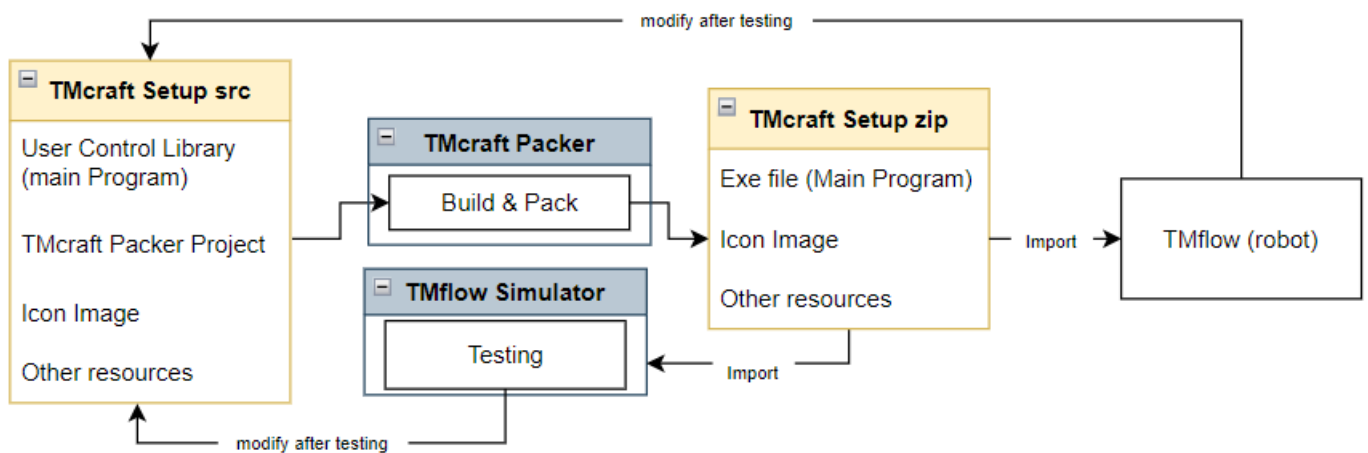 modify after testing
TMcraft Setup src
User Control Library
(main Program)
TMcraft Packer Project
Icon Image
Other resources
TMcraft Packer
Build & Pack
TMflow Simulator
Testing
TMcraft Setup zip
Exe file (Main Program)
Icon Image
Other resources
Import
TMflow (robot)
Import
modify after testing